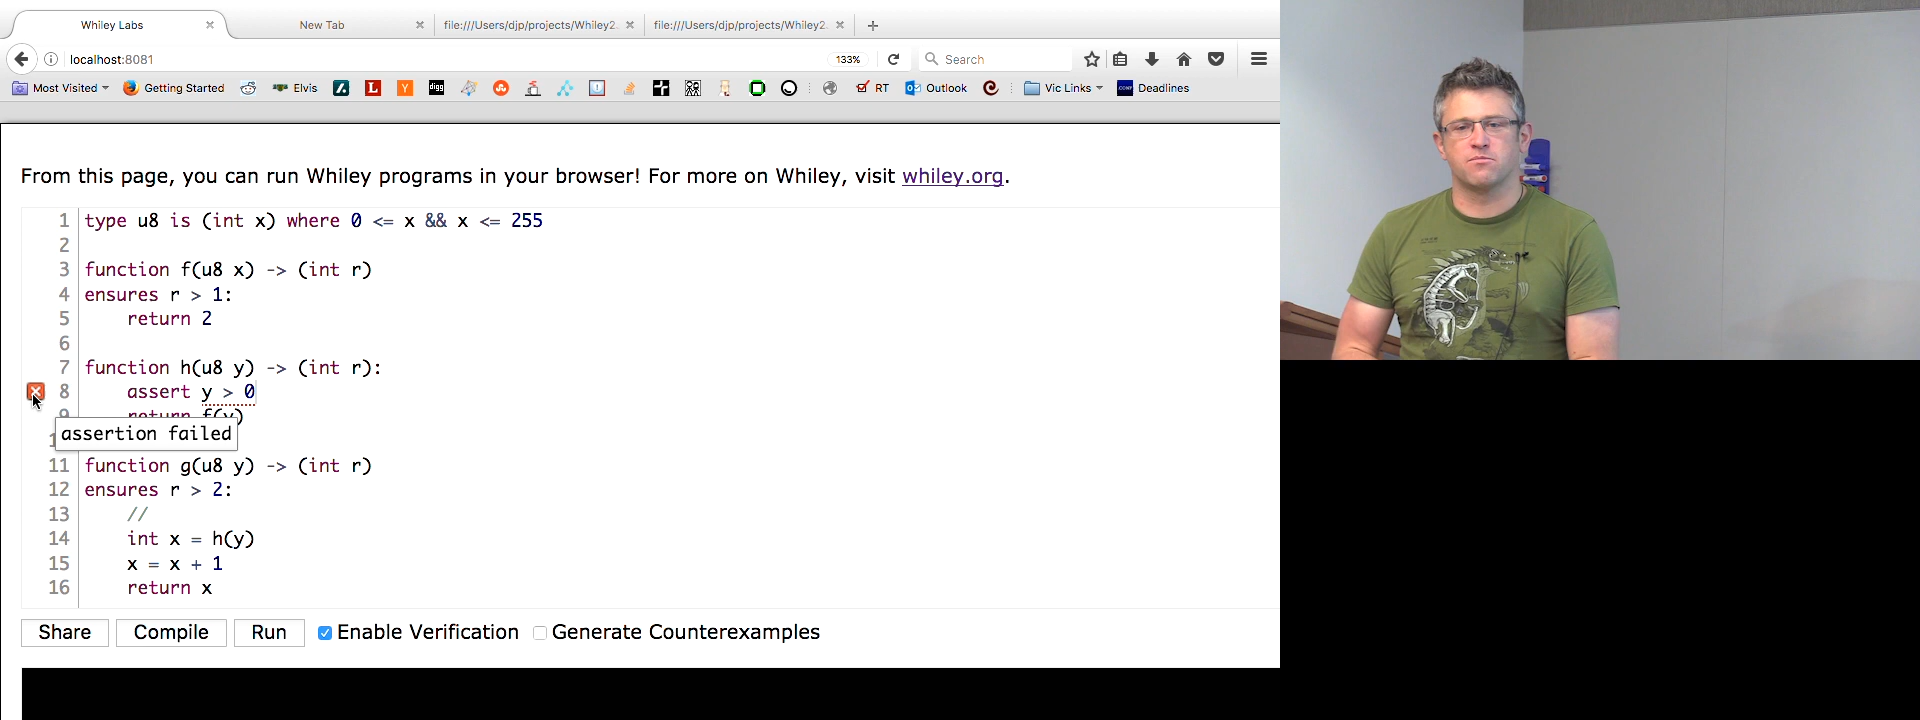 Whiley Labs
New Tab
file:///Users/djp/projects/Whiley2.
file:///Users/djp/projects/Whiley2.
localhost:8081
133%
Search
Most Visited
Getting Started
Elvis
digg
RT
Outlook
Vic Links
Deadlines
From this page, you can run Whiley programs in your browser! For more on Whiley, visit whiley.org.
1 type u8 is (int x) where 0 <= x && x <= 255
2
3 function f(u8 x) -> (int r)
4 ensures r > 1:
5 return 2
6
7 function h(u8 y) -> (int r):
8 assert y > 0
9 return f(y)
assertion failed
11 function g(u8 y) -> (int r)
12 ensures r > 2:
13 //
14 int x = h(y)
15 x = x + 1
16 return x
Share
Compile
Run
Enable Verification
Generate Counterexamples